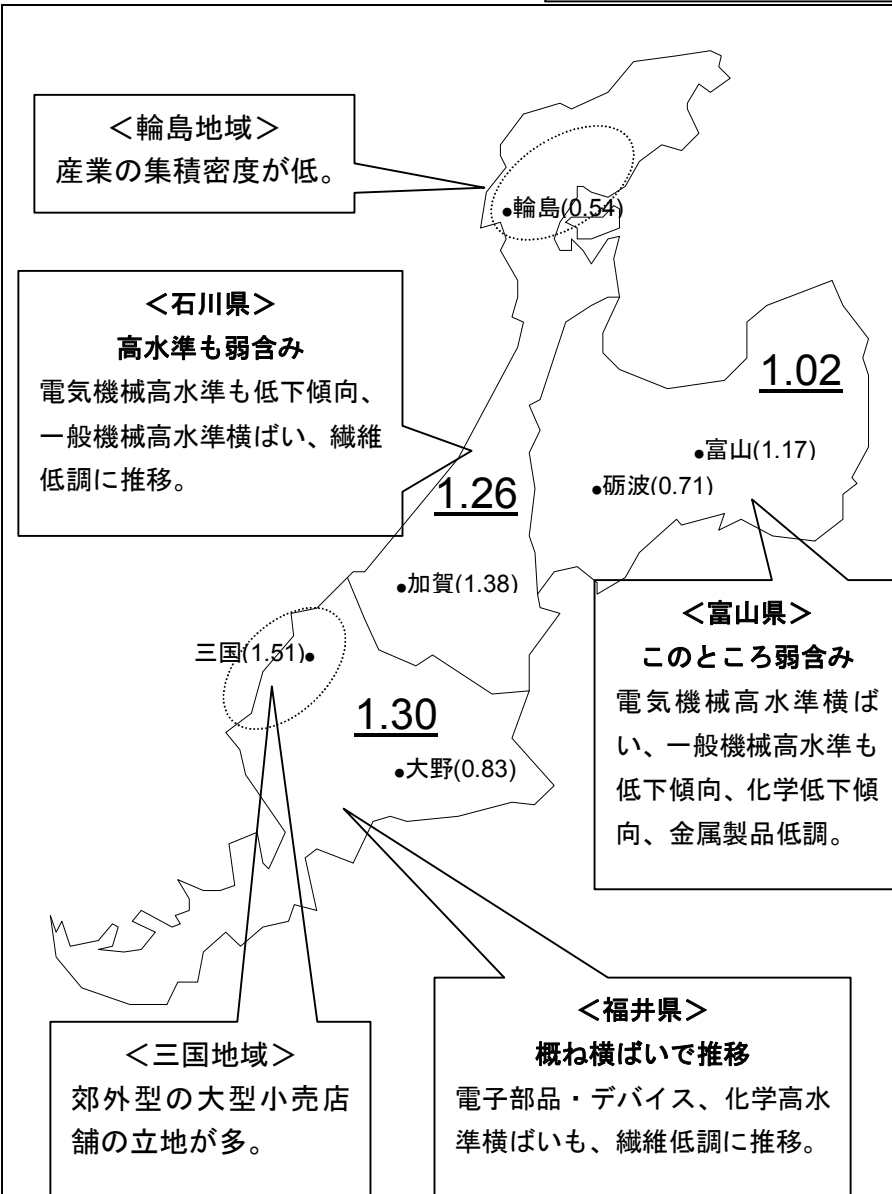 ＜輪島地域＞
産業の集積密度が低。
輪島(0.54)
＜石川県＞
高水準も弱含み
電気機械高水準も低下傾向、
一般機械高水準横ばい、繊維
低調に推移。
1.02
富山(1.17)
砺波(0.71)
1.26
加賀(1.38)
＜富山県＞
このところ弱含み
電気機械高水準横ば
い、一般機械高水準も
低下傾向、化学低下傾
向、金属製品低調。
三国(1.51)
1.30
大野(0.83)
＜三国地域＞
郊外型の大型小売店
舗の立地が多。
＜福井県＞
概ね横ばいで推移
電子部品・デバイス、化学高水
準横ばいも、繊維低調に推移。